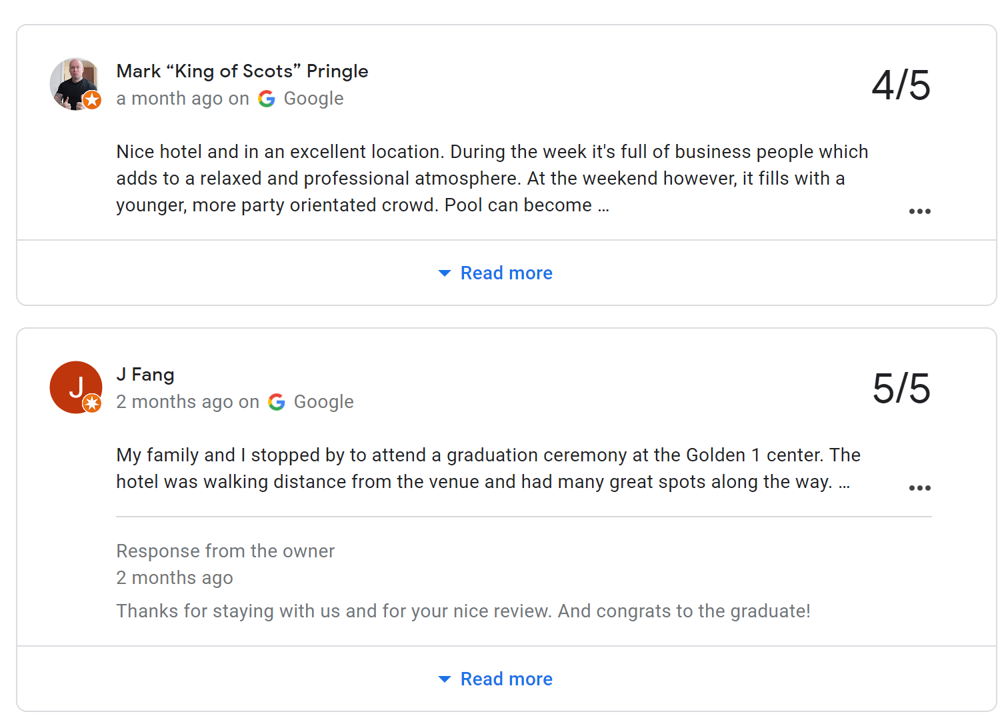 Mark “King of Scots” Pringle
a month ago on Google
4/5
Nice hotel and in an excellent location. During the week it's full of business people which
adds to a relaxed and professional atmosphere. At the weekend however, it fills with a
younger, more party orientated crowd. Pool can become ...
Read more
J
J Fang
2 months ago on Google
5/5
My family and I stopped by to attend a graduation ceremony at the Golden 1 center. The
hotel was walking distance from the venue and had many great spots along the way. ...
Response from the owner
2 months ago
Thanks for staying with us and for your nice review. And congrats to the graduate!
Read more